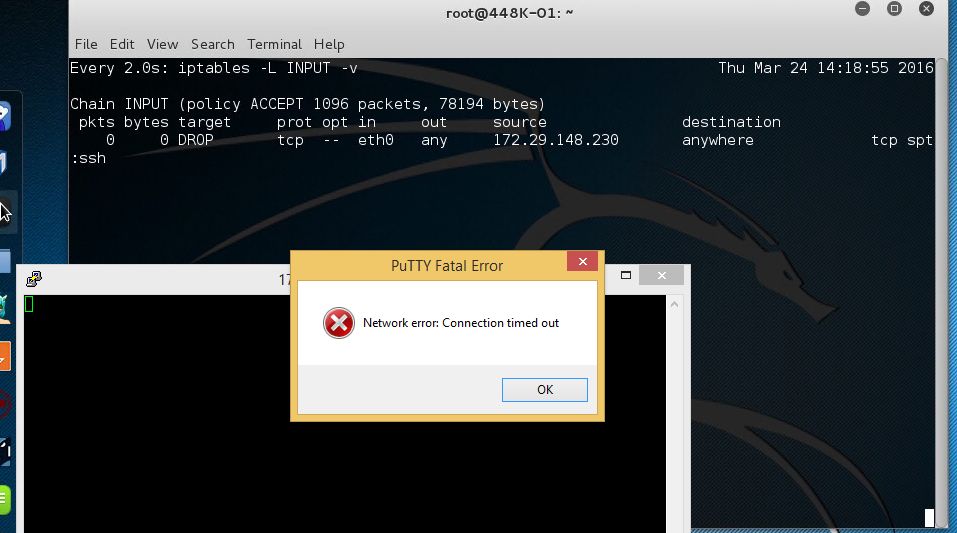 root@448K-01: ~
File Edit View Search Terminal Help
Every 2.0s: iptables -L INPUT -v Thu Mar 24 14:18:55 2016
Chain INPUT (policy ACCEPT 1096 packets, 78194 bytes)
pkts bytes target prot opt in out source destination
0 0 DROP tcp -- eth0 any 172.29.148.230 anywhere tcp spt
:ssh
17
PuTTY Fatal Error
Network error: Connection timed out
OK